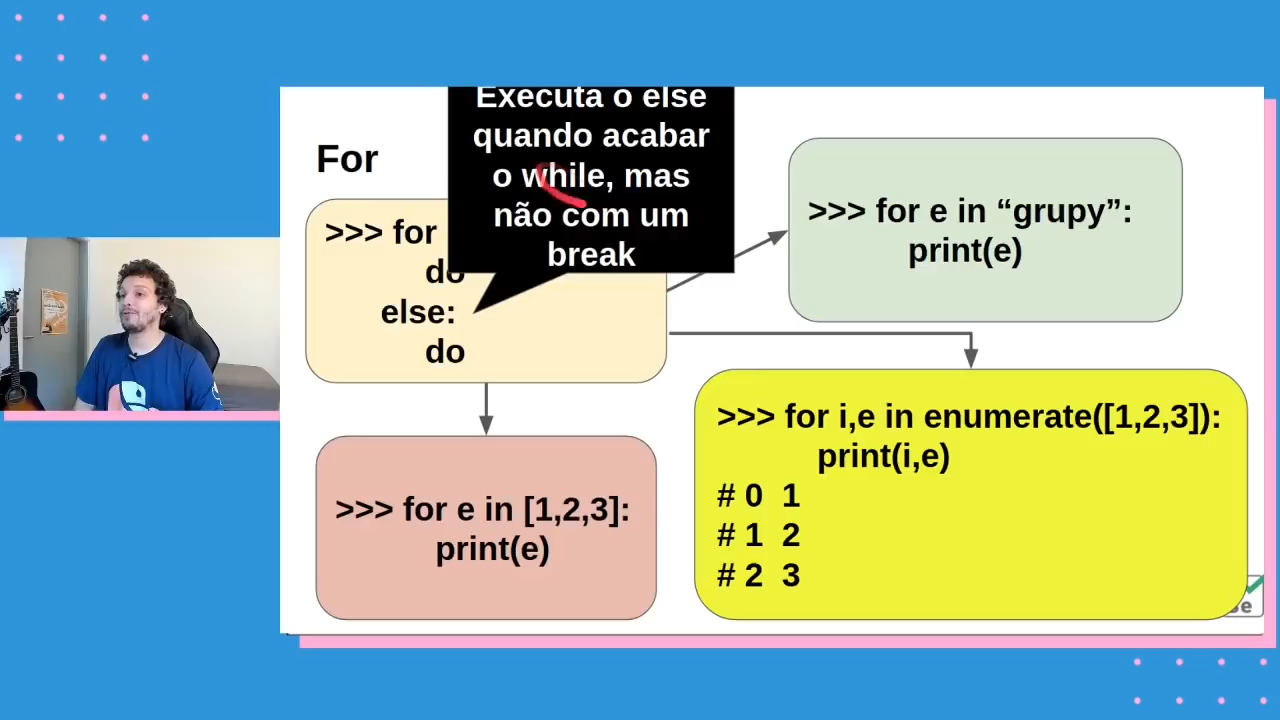 For
Executa o else
quando acabar
o while, mas
não com um
break
>>> for
do
else:
do
>>> for e in “grupy”:
print(e)
>>> for e in [1,2,3]:
print(e)
>>> for i,e in enumerate([1,2,3]):
print(i,e)
# 0 1
# 1 2
# 2 3